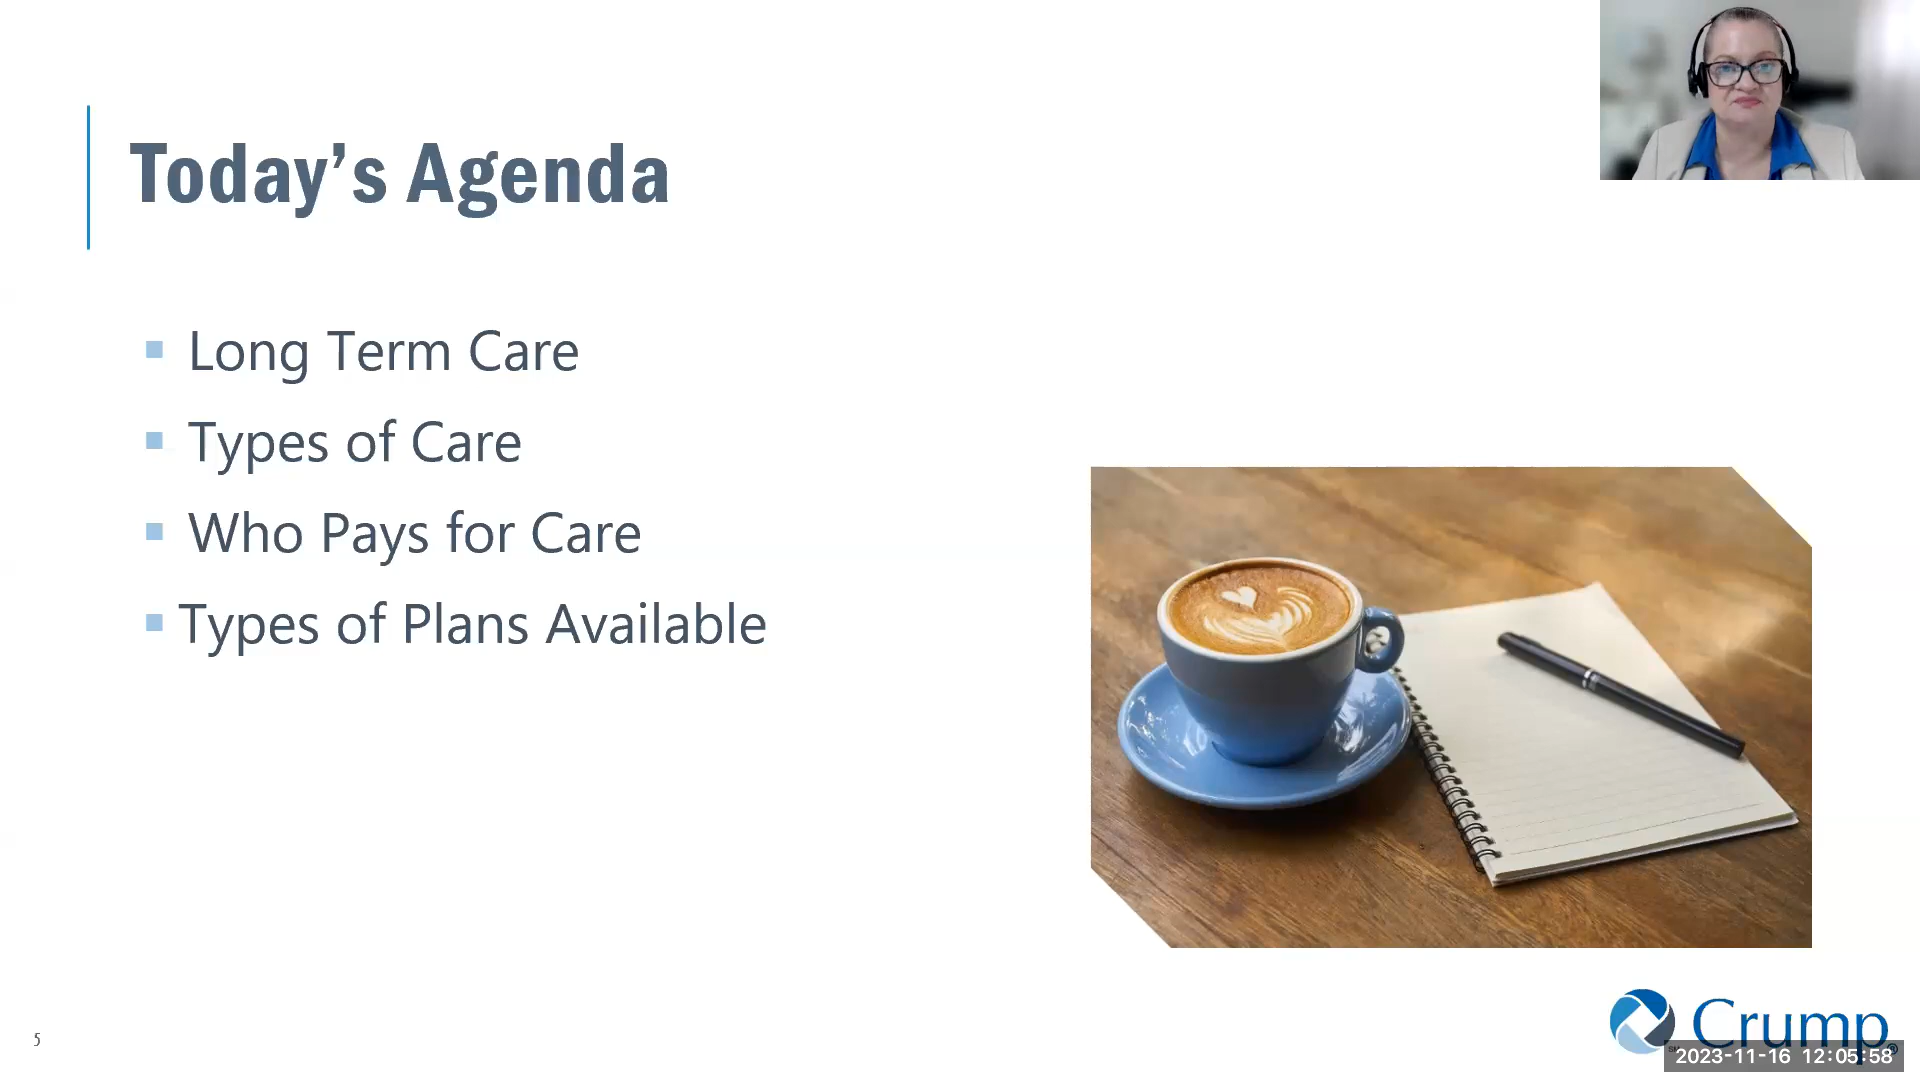 Today’s Agenda
Long Term Care
Types of Care
Who Pays for Care
Types of Plans Available
5
Crump®
SM
2023-11-16 12:05:58